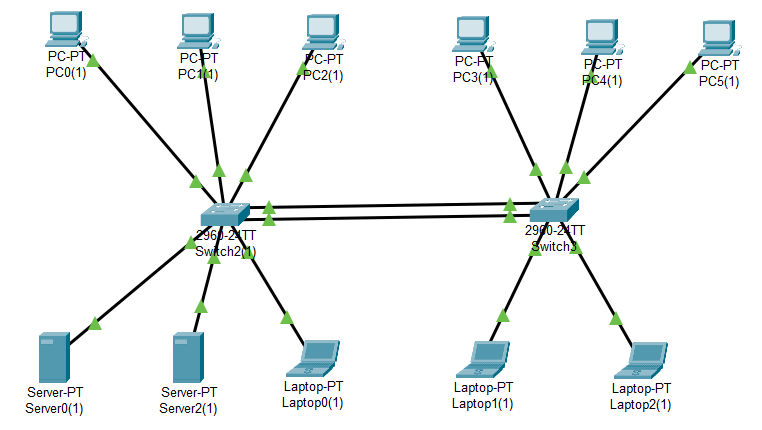 PC-PT
PC0(1)
PC-PT
PC1(1)
PC-PT
PC2(1)
PC-PT
PC3(1)
PC-PT
PC4(1)
PC-PT
PC5(1)
2960-24TT
Switch2(1)
2960-24TT
Switch3
Server-PT
Server0(1)
Server-PT
Server2(1)
Laptop-PT
Laptop0(1)
Laptop-PT
Laptop1(1)
Laptop-PT
Laptop2(1)